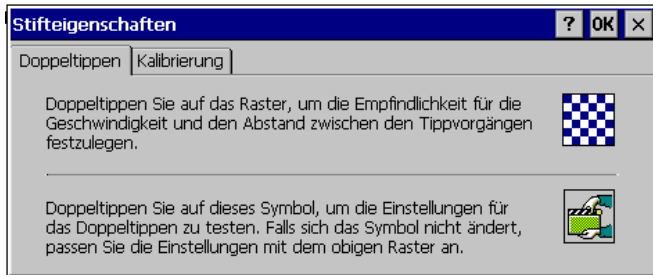 Stifteigenschaften ? OK ×
Doppeltippen Kalibrierung
Doppeltippen Sie auf das Raster, um die Empfindlichkeit für die
Geschwindigkeit und den Abstand zwischen den Tippvorgängen
festzulegen.
Doppeltippen Sie auf dieses Symbol, um die Einstellungen für
das Doppeltippen zu testen. Falls sich das Symbol nicht ändert,
passen Sie die Einstellungen mit dem obigen Raster an.